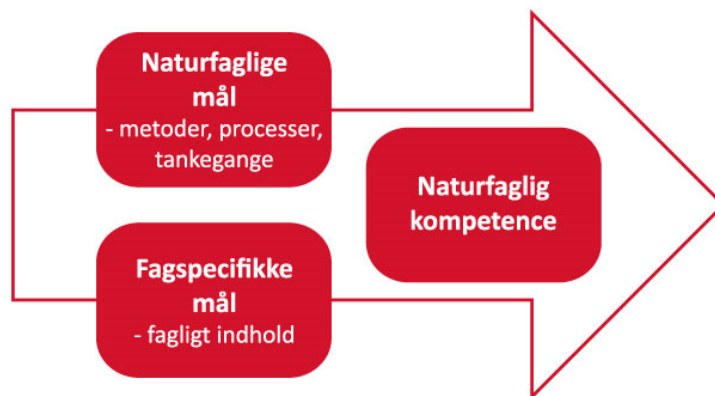 Naturfaglige
mål
- metoder, processer,
tankegange
Naturfaglig
kompetence
Fagspecifikke
mål
- fagligt indhold